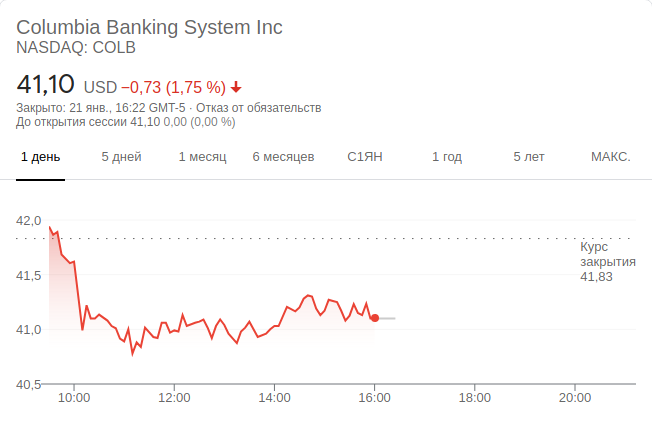 Columbia Banking System Inc
NASDAQ: COLB
41,10 USD −0,73 (1,75 %)
Закрыто: 21 янв., 16:22 GMT-5 · Отказ от обязательств
До открытия сессии 41,10 0,00 (0,00 %)
1 день 5 дней 1 месяц 6 месяцев С1ЯН 1 год 5 лет МАКС.
42,0
Курс
закрытия
41,83
41,5
41,0
40,5
10:00 12:00 14:00 16:00 18:00 20:00